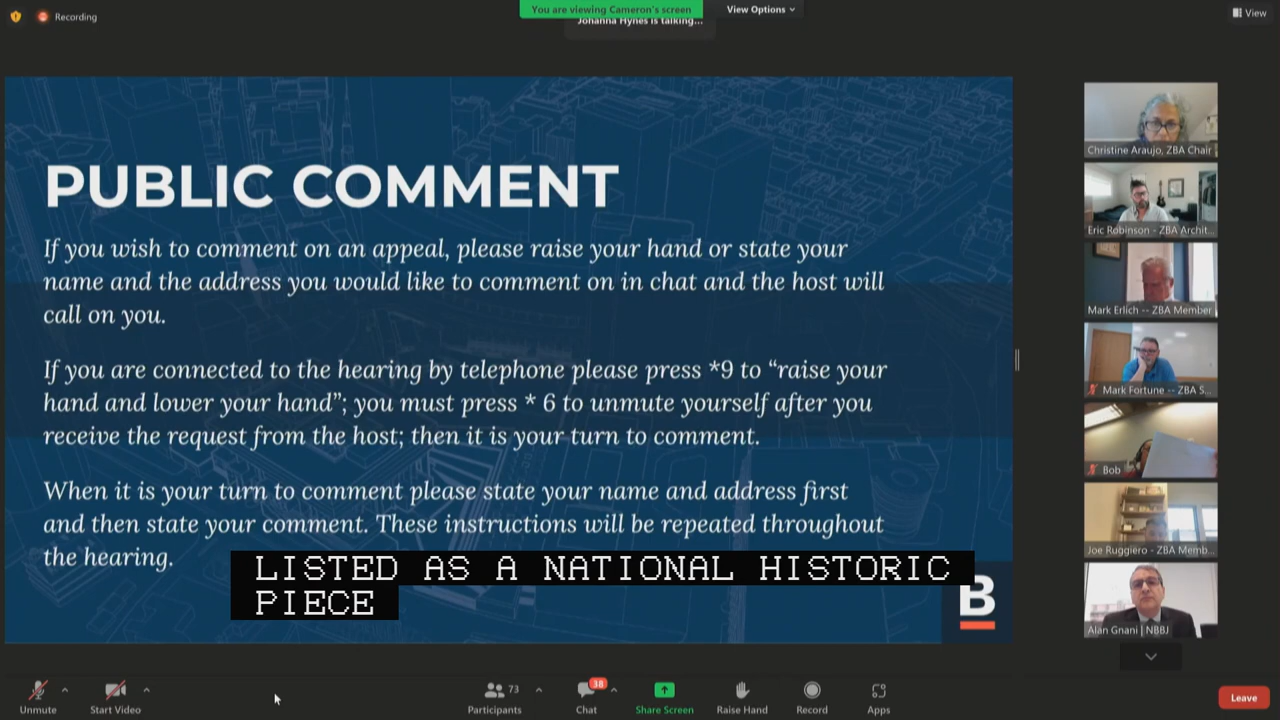 Recording
You are viewing Cameron's screen
View Options
View
Johanna Hynes is talking...
PUBLIC COMMENT
If you wish to comment on an appeal, please raise your hand or state your
name and the address you would like to comment on in chat and the host will
call on you.
If you are connected to the hearing by telephone please press *9 to “raise your
hand and lower your hand”; you must press * 6 to unmute yourself after you
receive the request from the host; then it is your turn to comment.
When it is your turn to comment please state your name and address first
and then state your comment. These instructions will be repeated throughout
the hearing.
LISTED AS A NATIONAL HISTORIC
PIECE
B
Christine Araujo, ZBA Chair
Eric Robinson - ZBA Archit...
Mark Erlich -- ZBA Member
Mark Fortune -- ZBA S...
Bob
Joe Ruggiero - ZBA Memb...
Alan Gnani | NBBJ
Unmute
Start Video
73
Participants
38
Chat
Share Screen
Raise Hand
Record
Apps
Leave